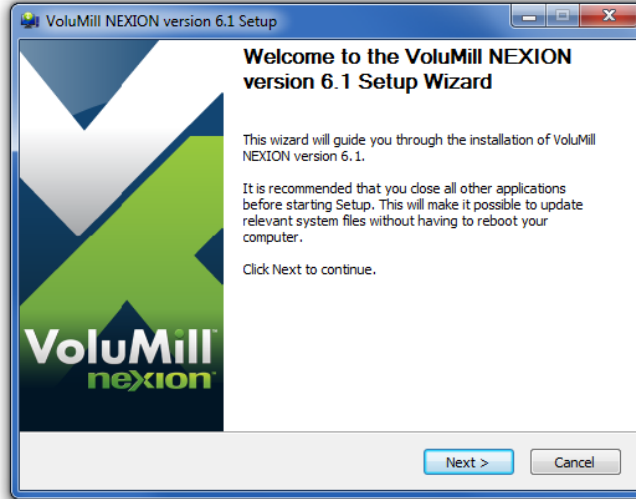 VoluMill NEXION version 6.1 Setup
Welcome to the VoluMill NEXION
version 6.1 Setup Wizard
This wizard will guide you through the installation of VoluMill
NEXION version 6.1.
It is recommended that you close all other applications
before starting Setup. This will make it possible to update
relevant system files without having to reboot your
computer.
Click Next to continue.
VoluMill
nexion
Next >
Cancel